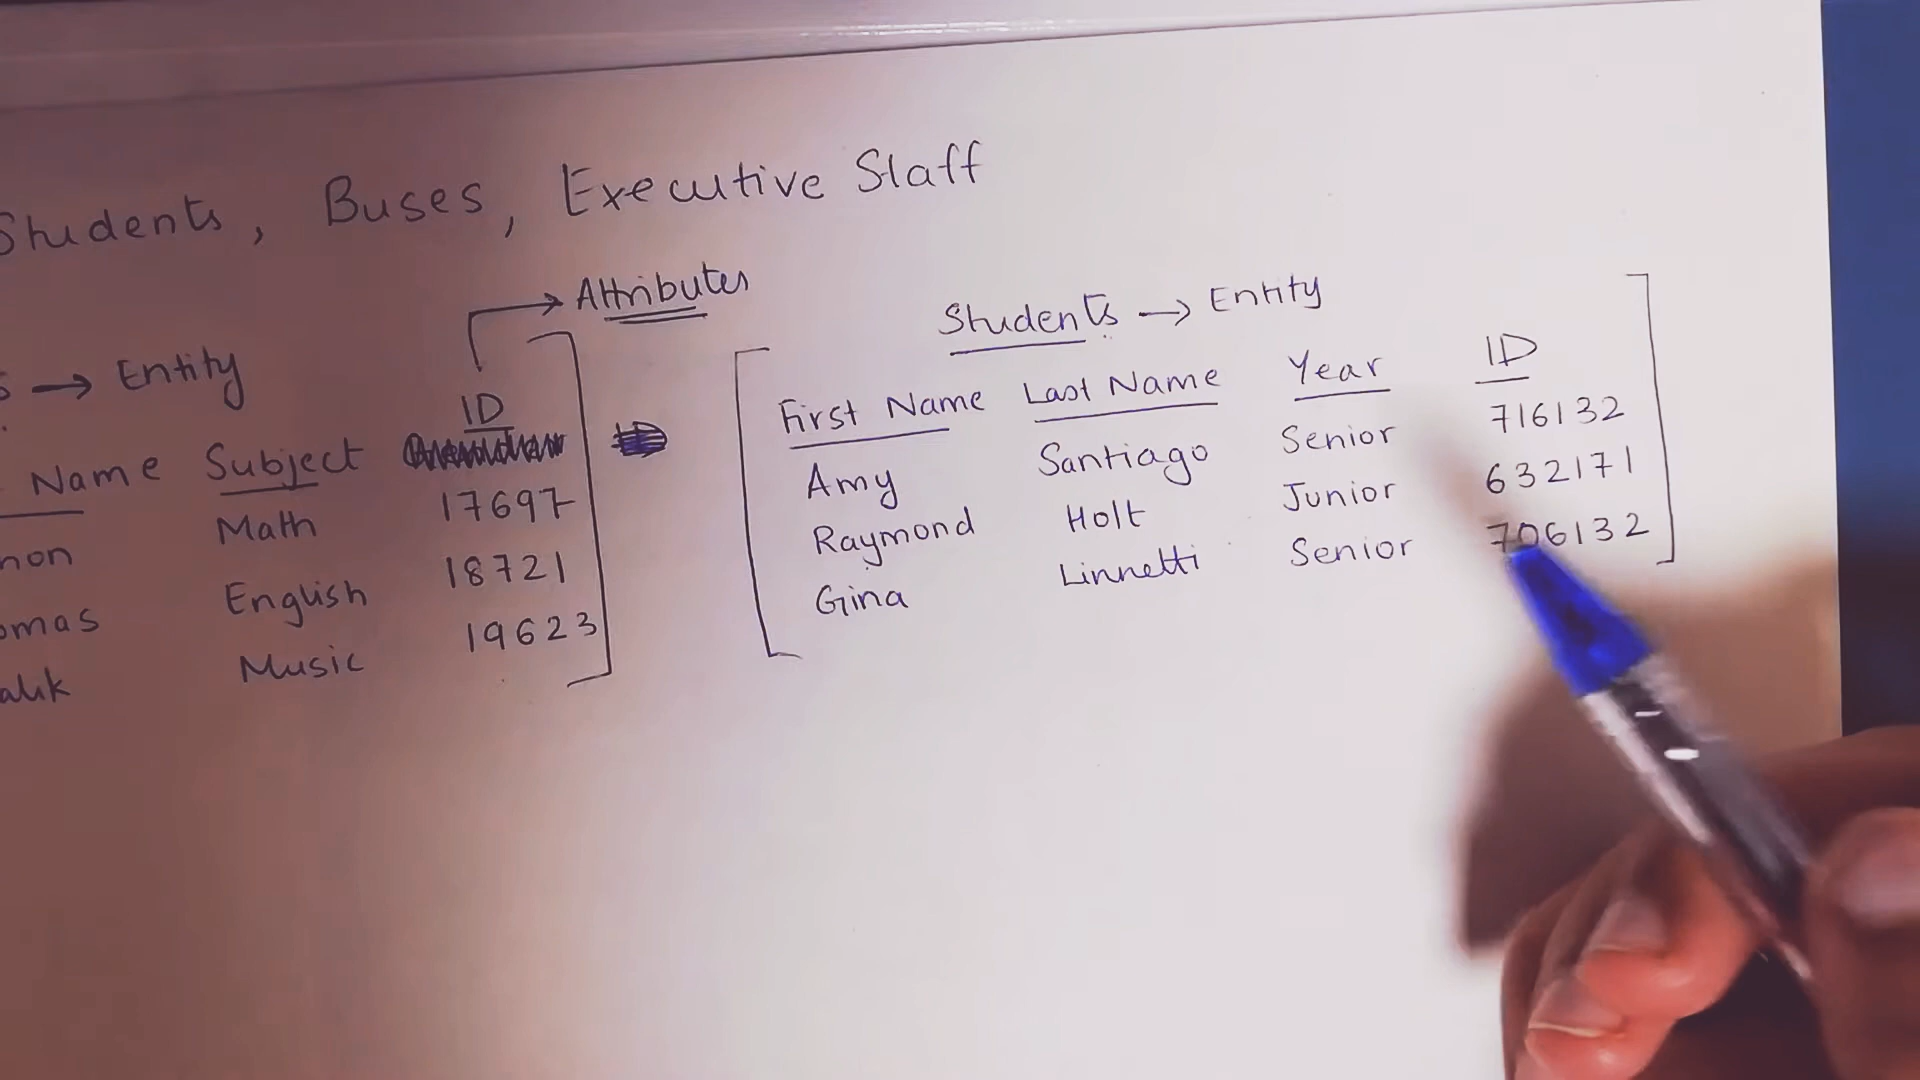 Students, Buses, Executive Staff
Attributes
→ Entity
ID
Name Subject
Math 17697
English 18721
Music 19623
Students → Entity
First Name Last Name Year ID
Amy Santiago Senior 716132
Raymond Holt Junior 632171
Gina Linnetti Senior 706132